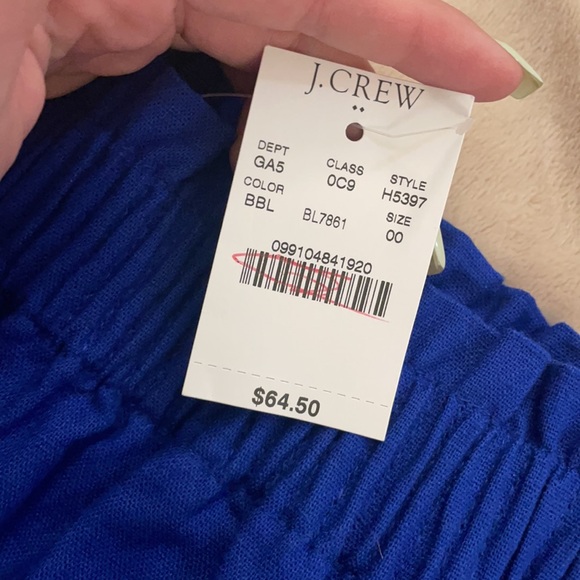 J.CREW
DEPT CLASS STYLE
GA5 0C9 H5397
COLOR SIZE
BBL BL7861 00
099104841920
$64.50